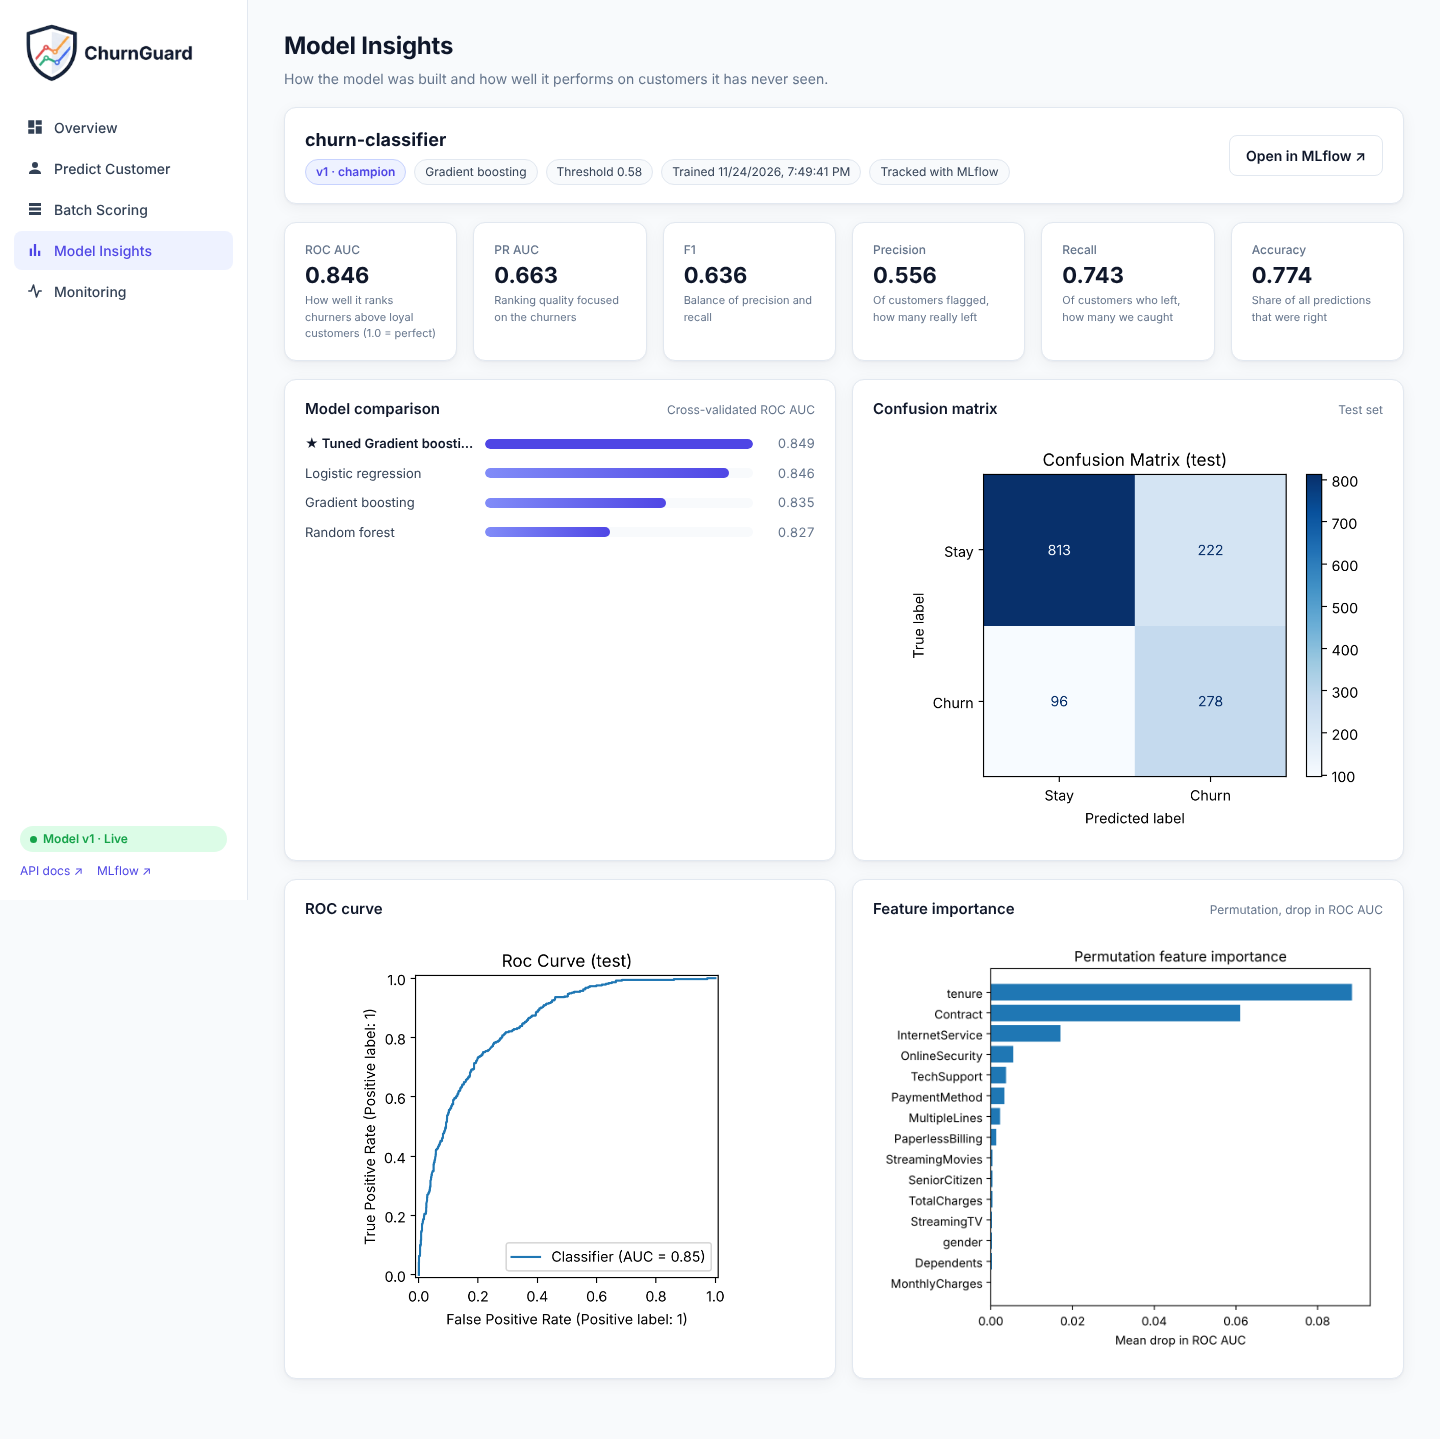 ChurnGuard
Overview
Predict Customer
Batch Scoring
Model Insights
Monitoring
Model v1 · Live
API docs ↗ MLflow ↗
Model Insights
How the model was built and how well it performs on customers it has never seen.
churn-classifier
v1 · champion
Gradient boosting
Threshold 0.58
Trained 11/24/2026, 7:49:41 PM
Tracked with MLflow
Open in MLflow ↗
ROC AUC
0.846
How well it ranks
churners above loyal
customers (1.0 = perfect)
PR AUC
0.663
Ranking quality focused
on the churners
F1
0.636
Balance of precision and
recall
Precision
0.556
Of customers flagged,
how many really left
Recall
0.743
Of customers who left,
how many we caught
Accuracy
0.774
Share of all predictions
that were right
Model comparison
Cross-validated ROC AUC
★ Tuned Gradient boosti... 0.849
Logistic regression 0.846
Gradient boosting 0.835
Random forest 0.827
Confusion matrix
Test set
Confusion Matrix (test)
True label
Stay
813 222
Churn
96 278
Stay Churn
Predicted label
800
700
600
500
400
300
200
100
ROC curve
Roc Curve (test)
True Positive Rate (Positive label: 1)
1.0
0.8
0.6
0.4
0.2
0.0
Classifier (AUC = 0.85)
0.0 0.2 0.4 0.6 0.8 1.0
False Positive Rate (Positive label: 1)
Feature importance
Permutation, drop in ROC AUC
Permutation feature importance
tenure
Contract
InternetService
OnlineSecurity
TechSupport
PaymentMethod
MultipleLines
PaperlessBilling
StreamingMovies
SeniorCitizen
TotalCharges
StreamingTV
gender
Dependents
MonthlyCharges
0.00 0.02 0.04 0.06 0.08
Mean drop in ROC AUC